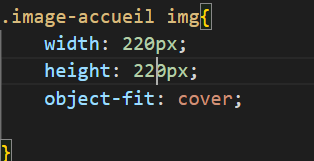 .image-accueil img{
width: 220px;
height: 220px;
object-fit: cover;
}